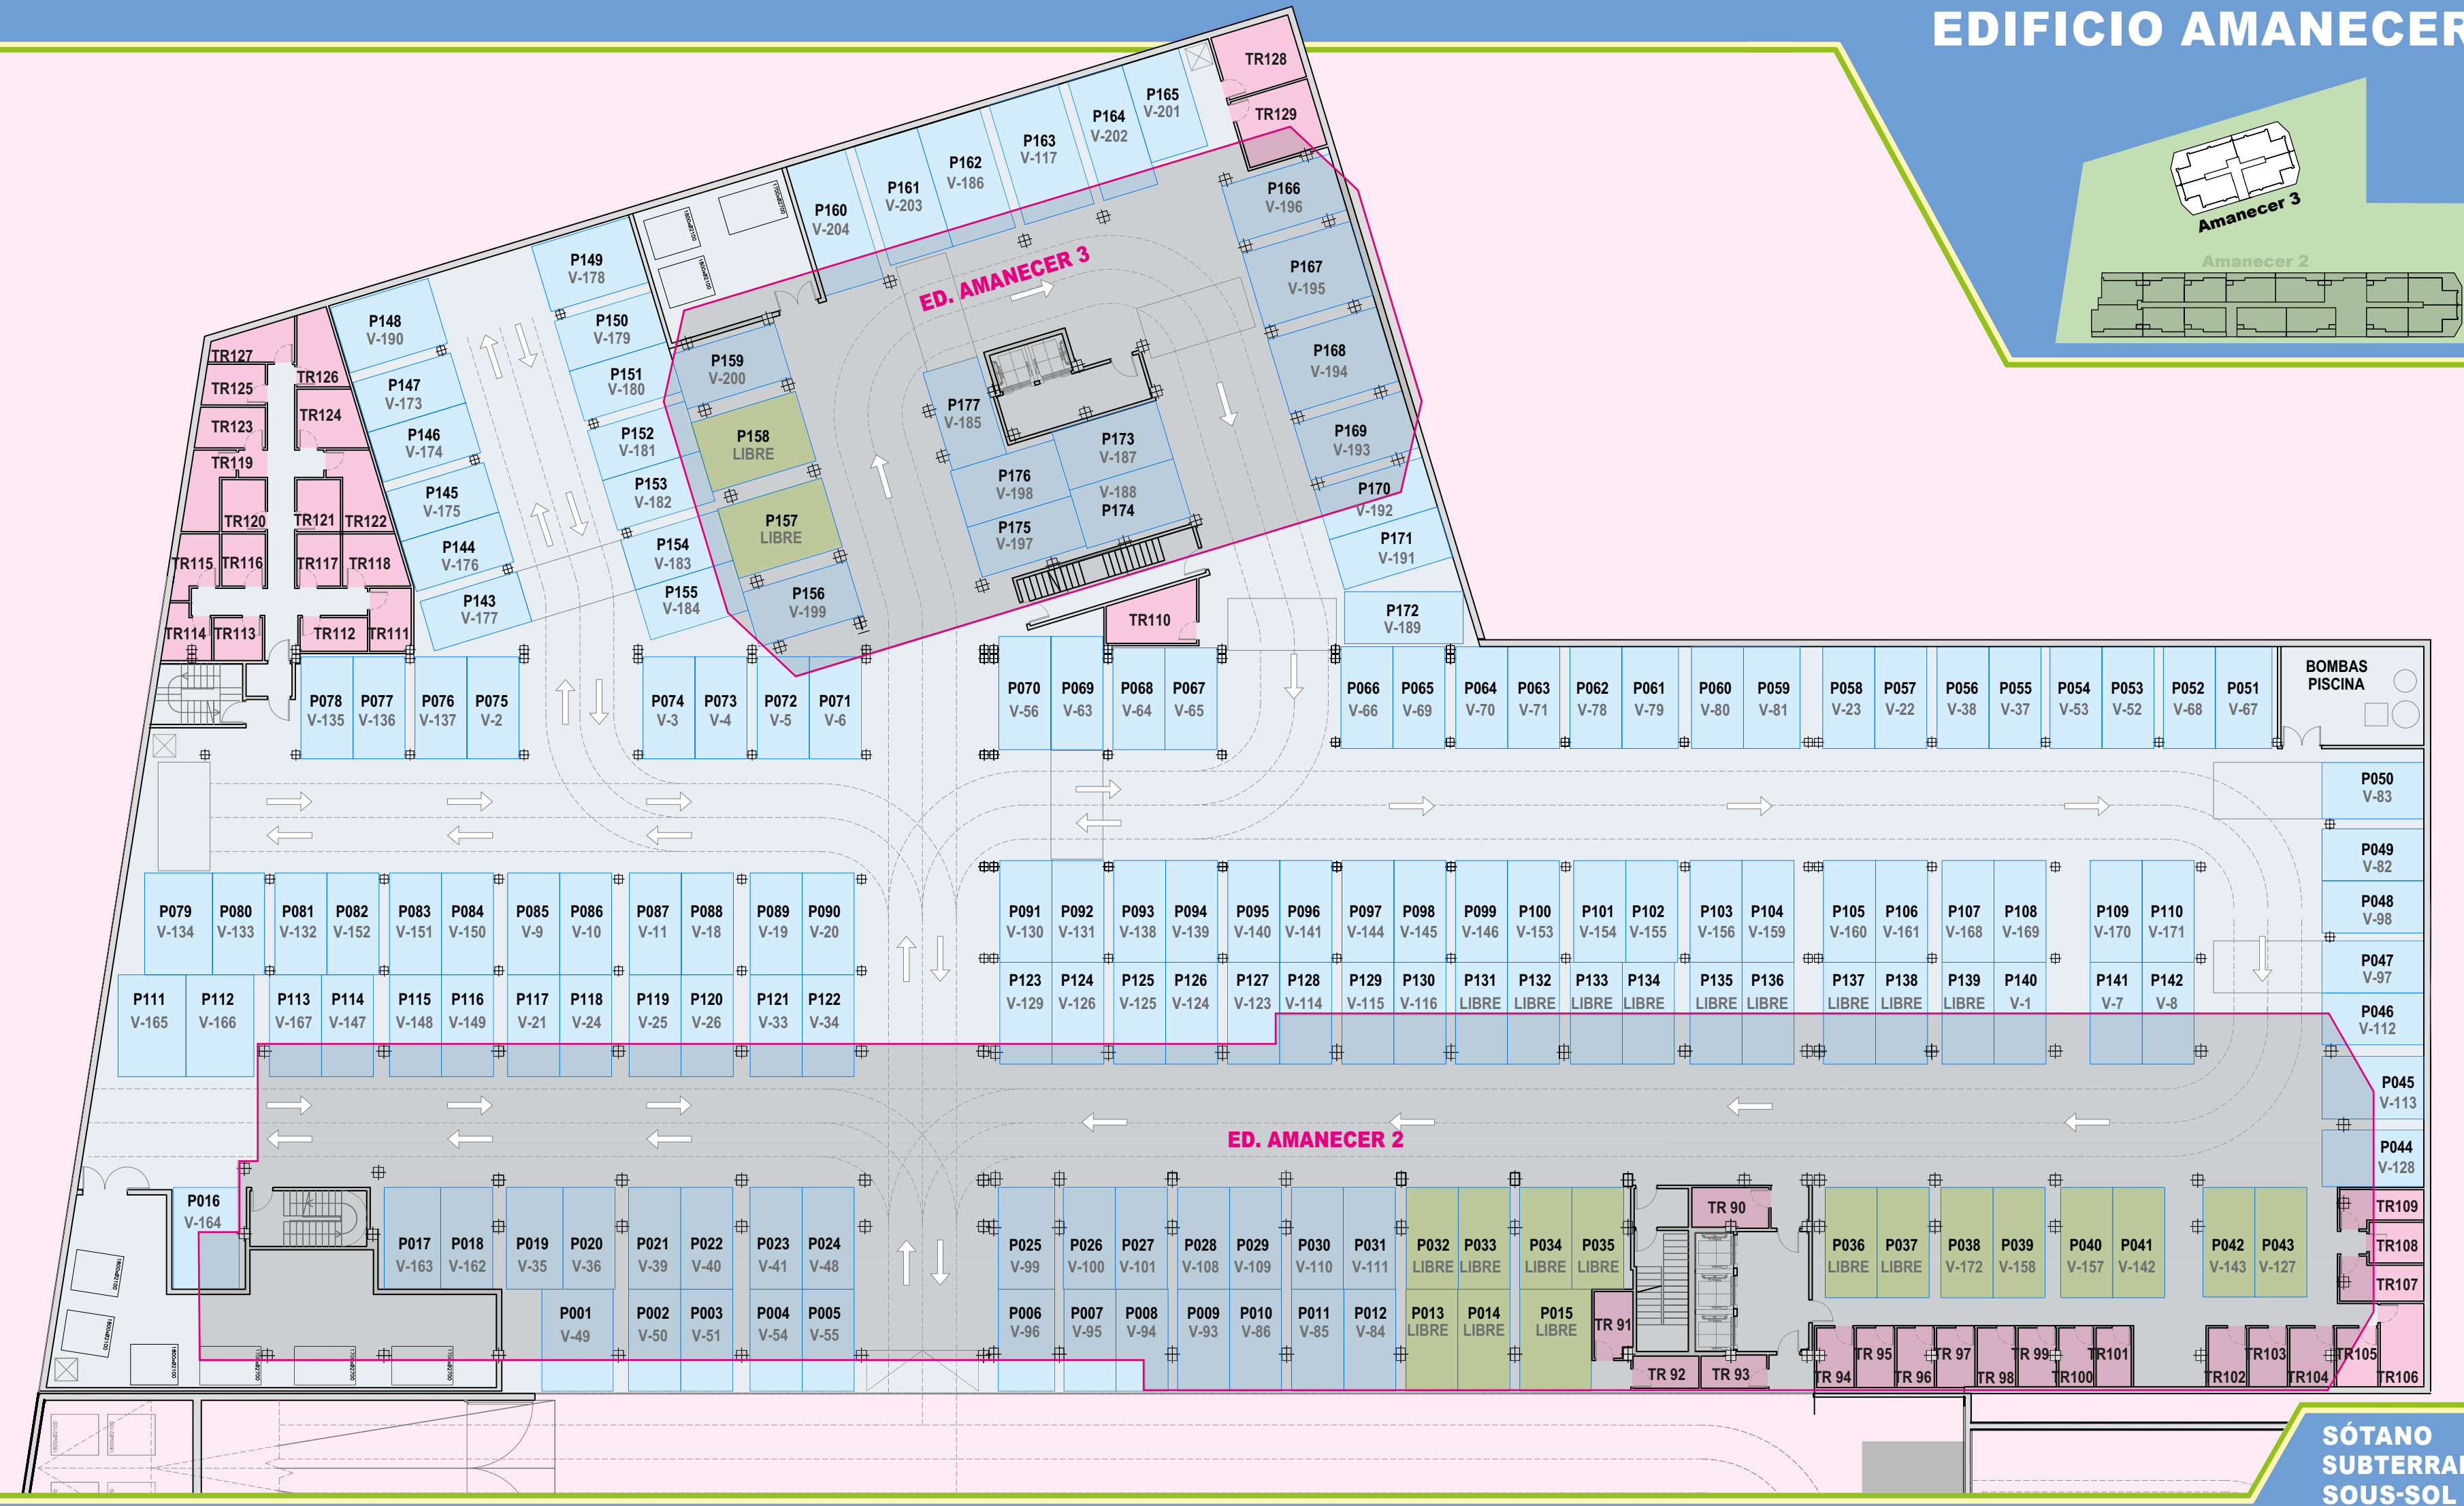 EDIFICIO AMANECER
Amanecer 3
Amanecer 2
TR128
TR129
P165
V-201
P164
V-202
P163
V-117
P162
V-186
P161
V-203
P160
V-204
1700x2700
1800x2100
1800x2100
ED. AMANECER 3
P166
V-196
P167
V-195
P168
V-194
P169
V-193
P170
V-192
P171
V-191
P172
V-189
P149
V-178
P150
V-179
P151
V-180
P152
V-181
P153
V-182
P154
V-183
P155
V-184
P159
V-200
P158
LIBRE
P157
LIBRE
P156
V-199
P177
V-185
P173
V-187
P176
V-198
V-188
P174
P175
V-197
TR110
P148
V-190
P147
V-173
P146
V-174
P145
V-175
P144
V-176
P143
V-177
TR127
TR126
TR125
TR124
TR123
TR119
TR120
TR121
TR122
TR115
TR116
TR117
TR118
TR114
TR113
TR112
TR111
P078
V-135
P077
V-136
P076
V-137
P075
V-2
P074
V-3
P073
V-4
P072
V-5
P071
V-6
P070
V-56
P069
V-63
P068
V-64
P067
V-65
P066
V-66
P065
V-69
P064
V-70
P063
V-71
P062
V-78
P061
V-79
P060
V-80
P059
V-81
P058
V-23
P057
V-22
P056
V-38
P055
V-37
P054
V-53
P053
V-52
P052
V-68
P051
V-67
BOMBAS
PISCINA
P050
V-83
P049
V-82
P048
V-98
P047
V-97
P046
V-112
P045
V-113
P044
V-128
P079
V-134
P080
V-133
P081
V-132
P082
V-152
P083
V-151
P084
V-150
P085
V-9
P086
V-10
P087
V-11
P088
V-18
P089
V-19
P090
V-20
P091
V-130
P092
V-131
P093
V-138
P094
V-139
P095
V-140
P096
V-141
P097
V-144
P098
V-145
P099
V-146
P100
V-153
P101
V-154
P102
V-155
P103
V-156
P104
V-159
P105
V-160
P106
V-161
P107
V-168
P108
V-169
P109
V-170
P110
V-171
P111
V-165
P112
V-166
P113
V-167
P114
V-147
P115
V-148
P116
V-149
P117
V-21
P118
V-24
P119
V-25
P120
V-26
P121
V-33
P122
V-34
P123
V-129
P124
V-126
P125
V-125
P126
V-124
P127
V-123
P128
V-114
P129
V-115
P130
V-116
P131
LIBRE
P132
LIBRE
P133
LIBRE
P134
LIBRE
P135
LIBRE
P136
LIBRE
P137
LIBRE
P138
LIBRE
P139
LIBRE
P140
V-1
P141
V-7
P142
V-8
ED. AMANECER 2
P016
V-164
P017
V-163
P018
V-162
P019
V-35
P020
V-36
P021
V-39
P022
V-40
P023
V-41
P024
V-48
P025
V-99
P026
V-100
P027
V-101
P028
V-108
P029
V-109
P030
V-110
P031
V-111
P032
LIBRE
P033
LIBRE
P034
LIBRE
P035
LIBRE
P036
LIBRE
P037
LIBRE
P038
V-172
P039
V-158
P040
V-157
P041
V-142
P042
V-143
P043
V-127
P001
V-49
P002
V-50
P003
V-51
P004
V-54
P005
V-55
P006
V-96
P007
V-95
P008
V-94
P009
V-93
P010
V-86
P011
V-85
P012
V-84
P013
LIBRE
P014
LIBRE
P015
LIBRE
TR 90
TR 91
TR 92
TR 93
TR 94
TR 95
TR 96
TR 97
TR 98
TR 99
TR100
TR101
TR102
TR103
TR104
TR105
TR106
TR107
TR108
TR109
1800x2100
1800x2100
1800x2100
1700x2700
1700x2700
1700x2700
SÓTANO
SUBTERRA
SOUS-SOL